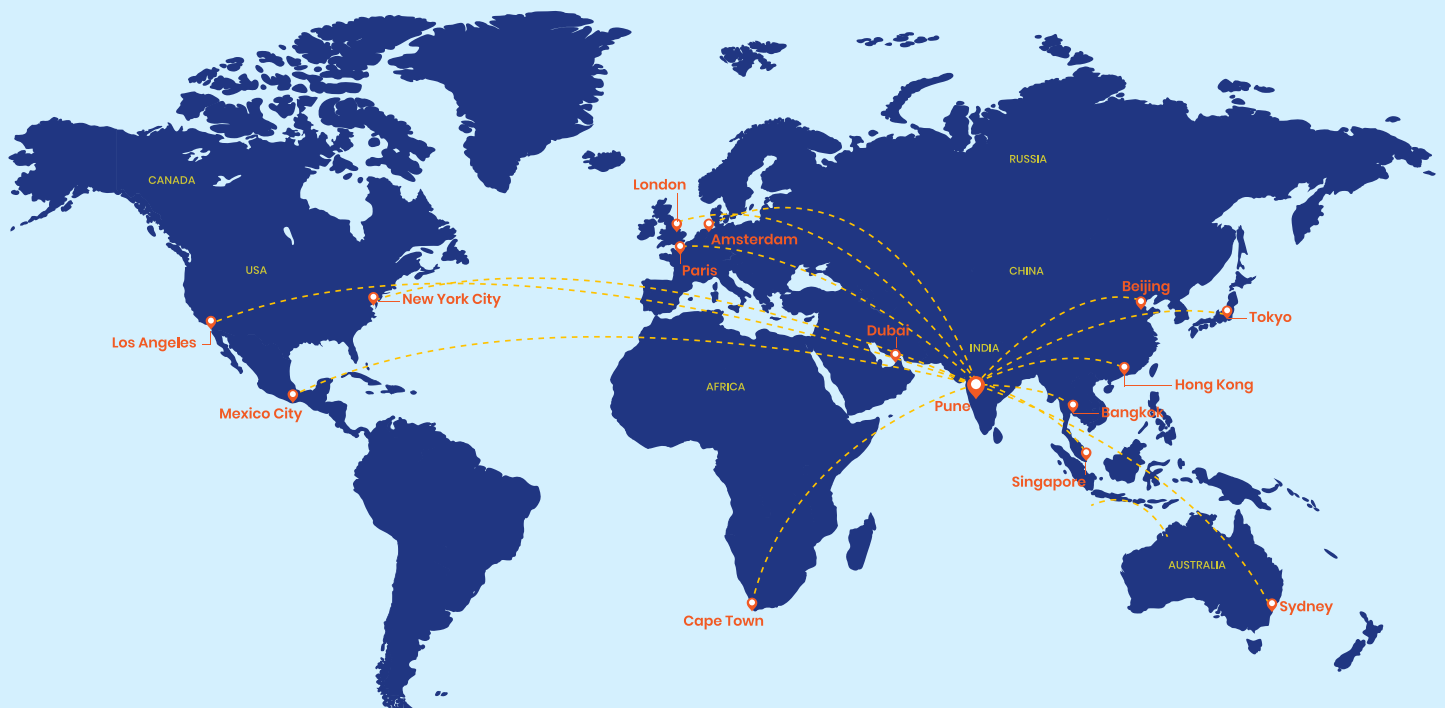 RUSSIA
CANADA
London
Amsterdam
USA
Paris
CHINA
Beijing
New York City
Tokyo
Dubai
Los Angeles
INDIA
AFRICA
Hong Kong
Pune
Mexico City
Bangkok
Singapore
AUSTRALIA
Sydney
Cape Town